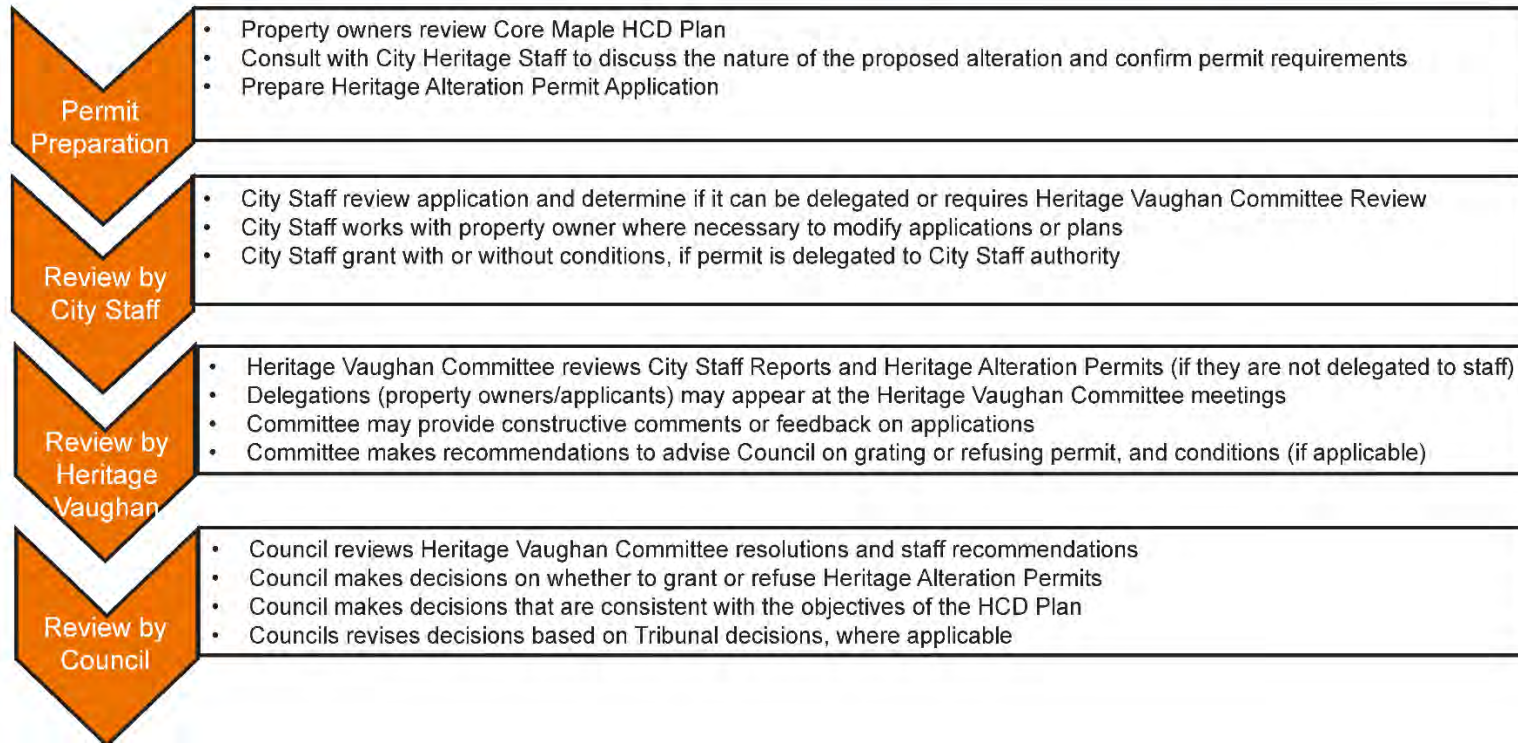 Permit
Preparation
• Property owners review Core Maple HCD Plan
• Consult with City Heritage Staff to discuss the nature of the proposed alteration and confirm permit requirements
• Prepare Heritage Alteration Permit Application
Review by
City Staff
• City Staff review application and determine if it can be delegated or requires Heritage Vaughan Committee Review
• City Staff works with property owner where necessary to modify applications or plans
• City Staff grant with or without conditions, if permit is delegated to City Staff authority
Review by
Heritage
Vaughan
• Heritage Vaughan Committee reviews City Staff Reports and Heritage Alteration Permits (if they are not delegated to staff)
• Delegations (property owners/applicants) may appear at the Heritage Vaughan Committee meetings
• Committee may provide constructive comments or feedback on applications
• Committee makes recommendations to advise Council on grating or refusing permit, and conditions (if applicable)
Review by
Council
• Council reviews Heritage Vaughan Committee resolutions and staff recommendations
• Council makes decisions on whether to grant or refuse Heritage Alteration Permits
• Council makes decisions that are consistent with the objectives of the HCD Plan
• Councils revises decisions based on Tribunal decisions, where applicable